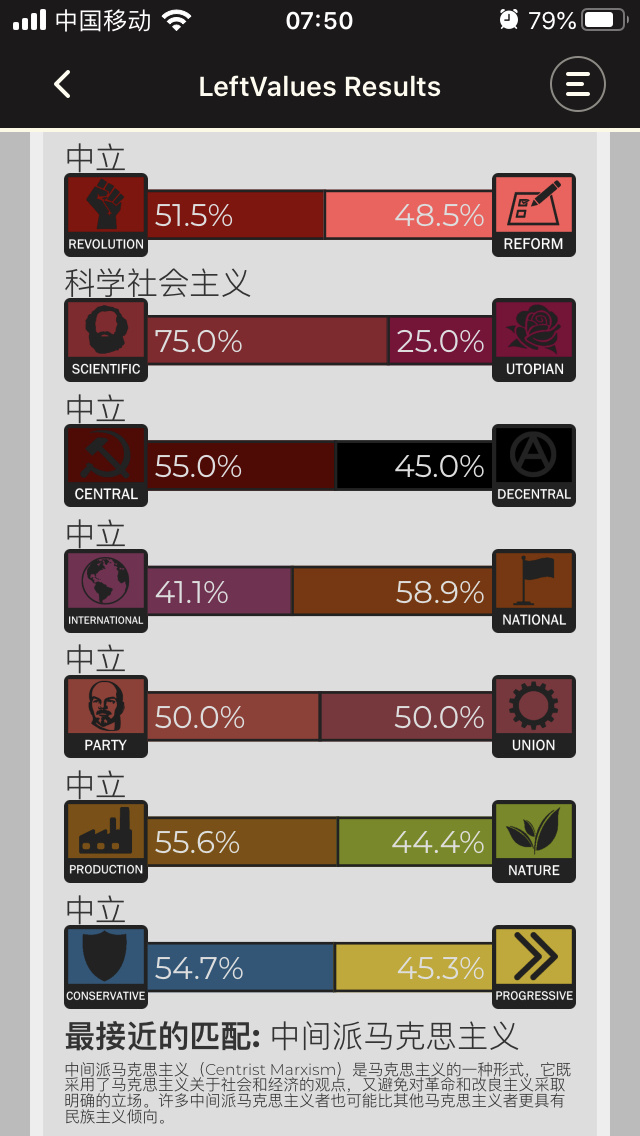 中国移动 07:50 79%
LeftValues Results
中立
REVOLUTION 51.5% 48.5% REFORM
科学社会主义
SCIENTIFIC 75.0% 25.0% UTOPIAN
中立
CENTRAL 55.0% 45.0% DECENTRAL
中立
INTERNATIONAL 41.1% 58.9% NATIONAL
中立
PARTY 50.0% 50.0% UNION
中立
PRODUCTION 55.6% 44.4% NATURE
中立
CONSERVATIVE 54.7% 45.3% PROGRESSIVE
最接近的匹配: 中间派马克思主义
中间派马克思主义（Centrist Marxism）是马克思主义的一种形式，它既
采用了马克思主义关于社会和经济的观点，又避免对革命和改良主义采取
明确的立场。许多中间派马克思主义者也可能比其他马克思主义者更具有
民族主义倾向。